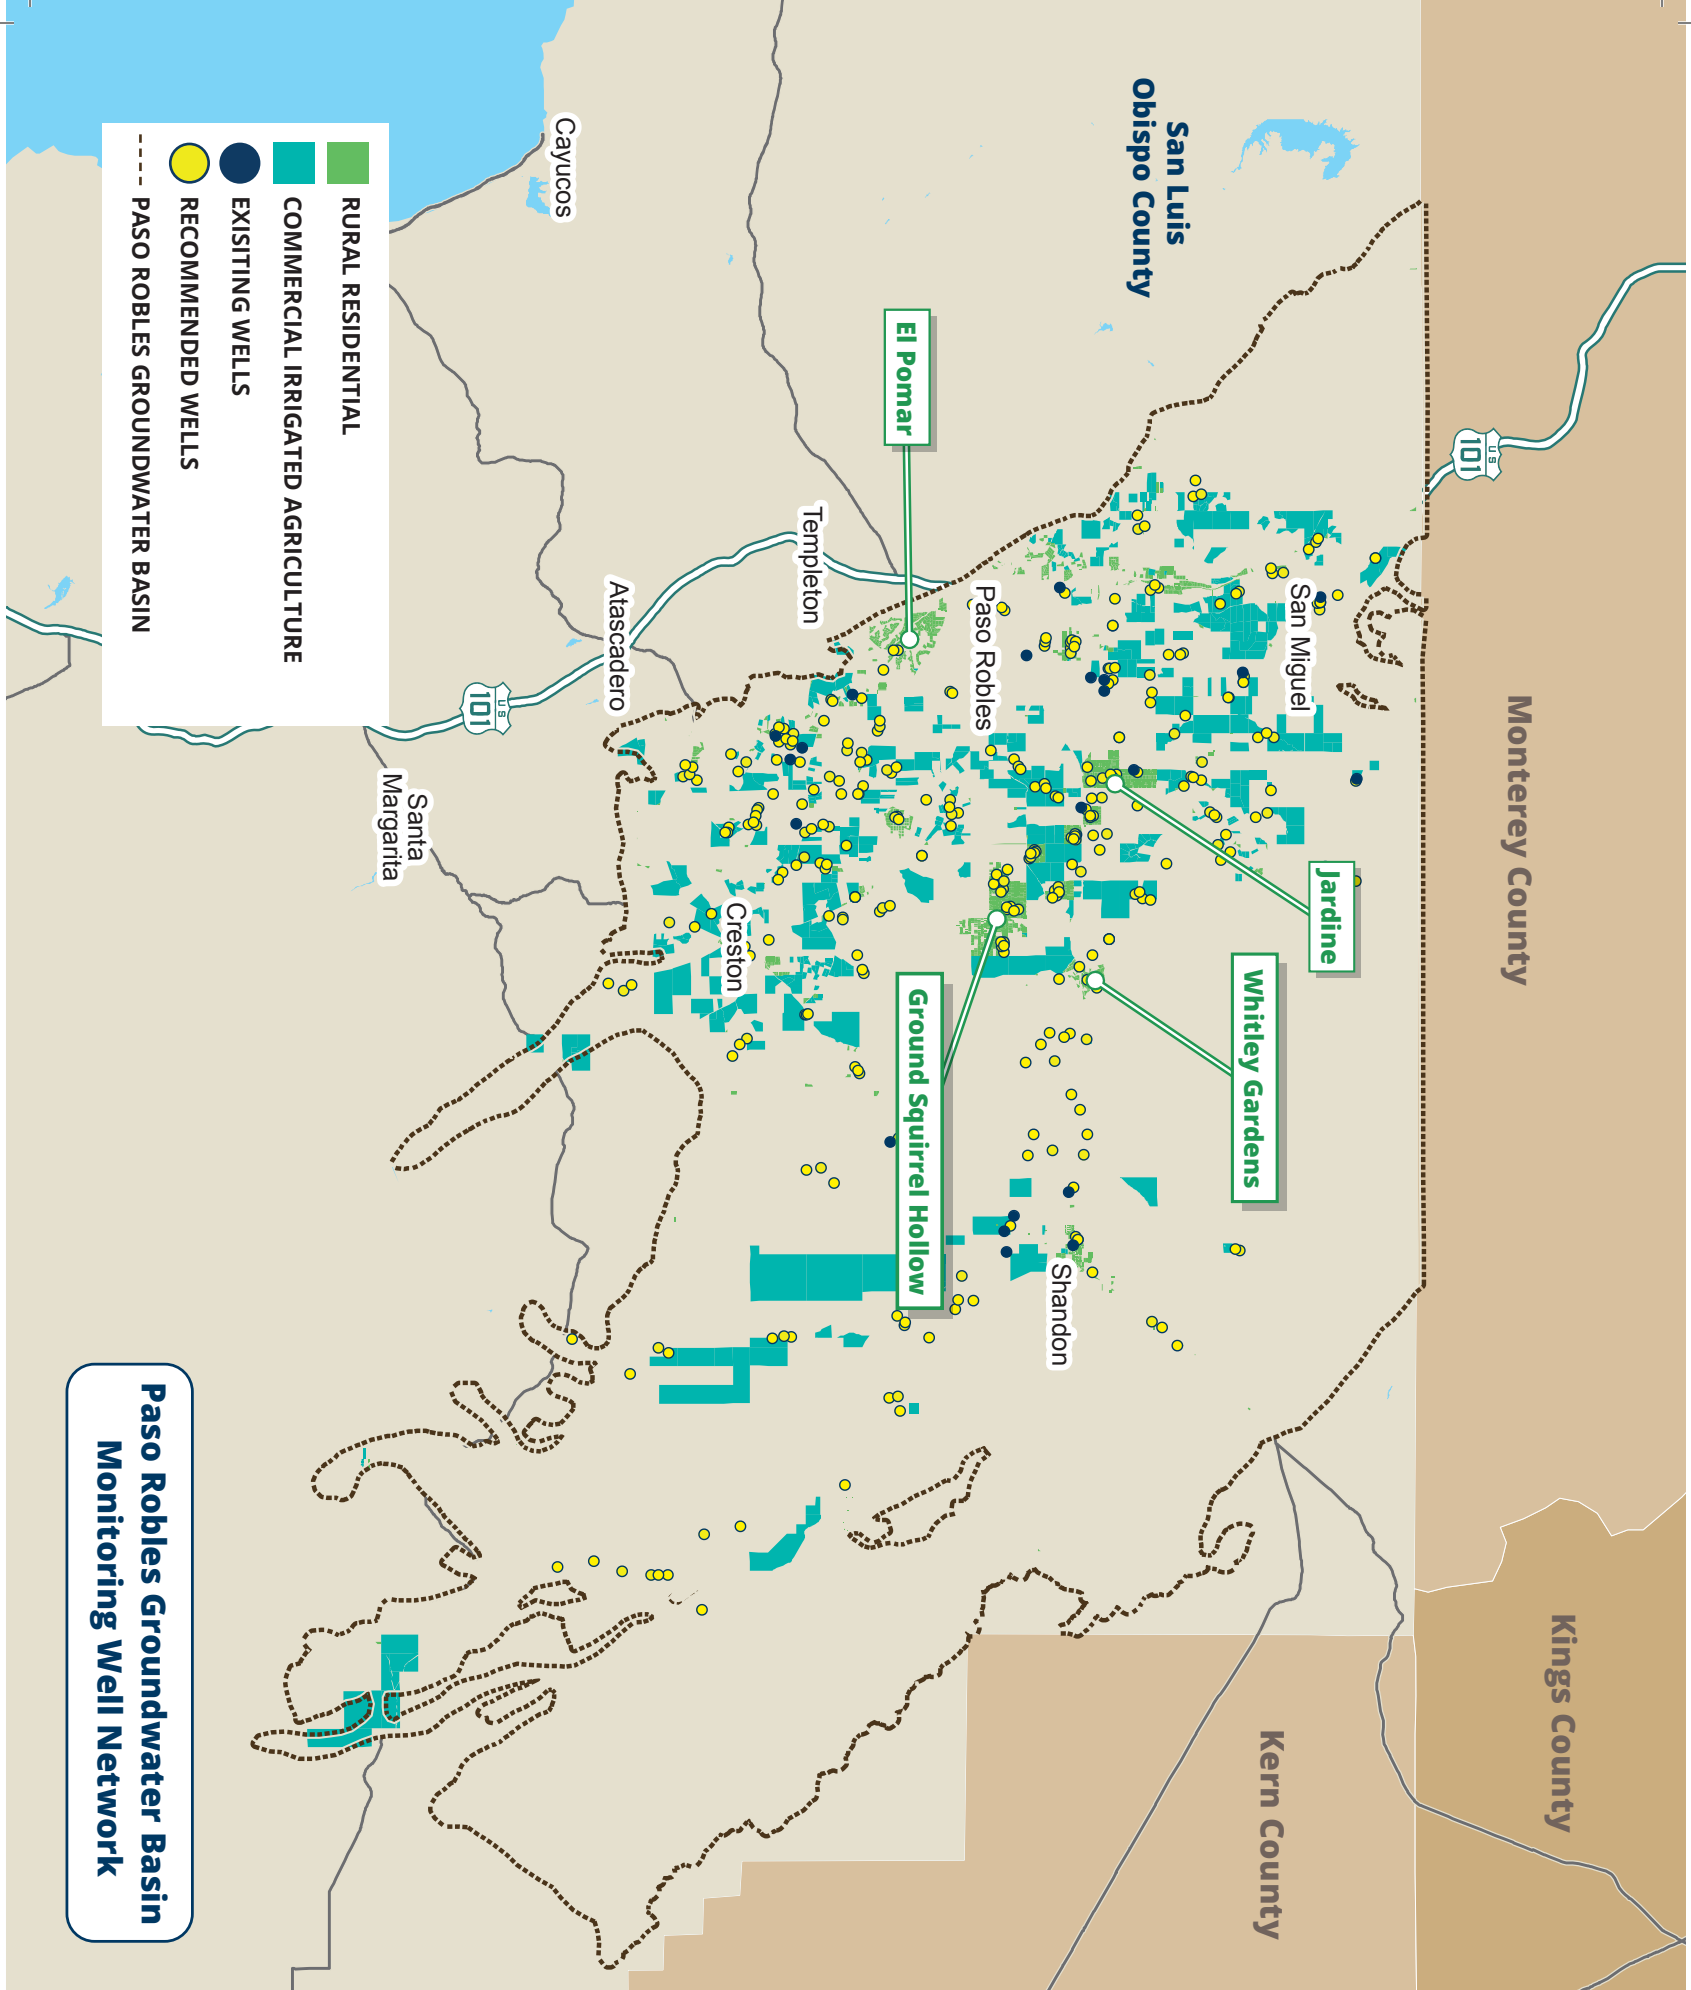 Monterey County
Kings County
Kern County
San Luis
Obispo County
US
101
San Miguel
Jardine
Whitley Gardens
Paso Robles
El Pomar
Ground Squirrel Hollow
Shandon
Templeton
Creston
Atascadero
Cayucos
US
101
Santa
Margarita
RURAL RESIDENTIAL
COMMERCIAL IRRIGATED AGRICULTURE
EXISITING WELLS
RECOMMENDED WELLS
PASO ROBLES GROUNDWATER BASIN
Paso Robles Groundwater Basin
Monitoring Well Network